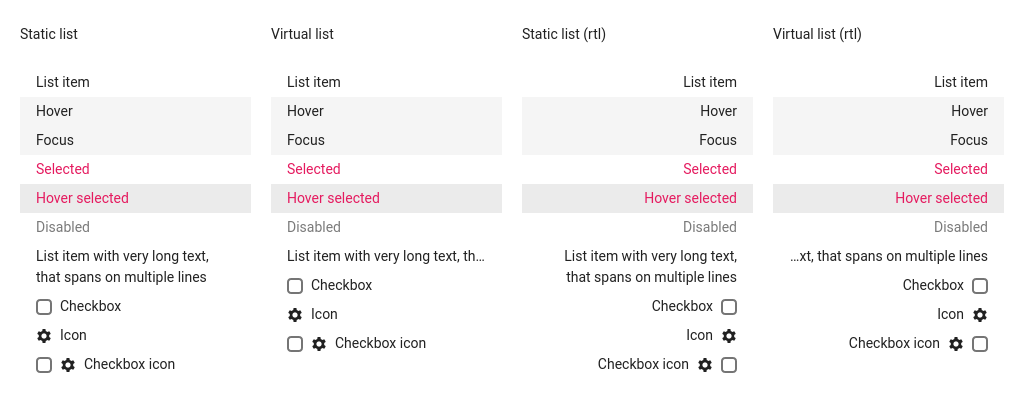 Static list
List item
Hover
Focus
Selected
Hover selected
Disabled
List item with very long text,
that spans on multiple lines
Checkbox
Icon
Checkbox icon
Virtual list
List item
Hover
Focus
Selected
Hover selected
Disabled
List item with very long text, th…
Checkbox
Icon
Checkbox icon
Static list (rtl)
List item
Hover
Focus
Selected
Hover selected
Disabled
List item with very long text,
that spans on multiple lines
Checkbox
Icon
Checkbox icon
Virtual list (rtl)
List item
Hover
Focus
Selected
Hover selected
Disabled
…xt, that spans on multiple lines
Checkbox
Icon
Checkbox icon